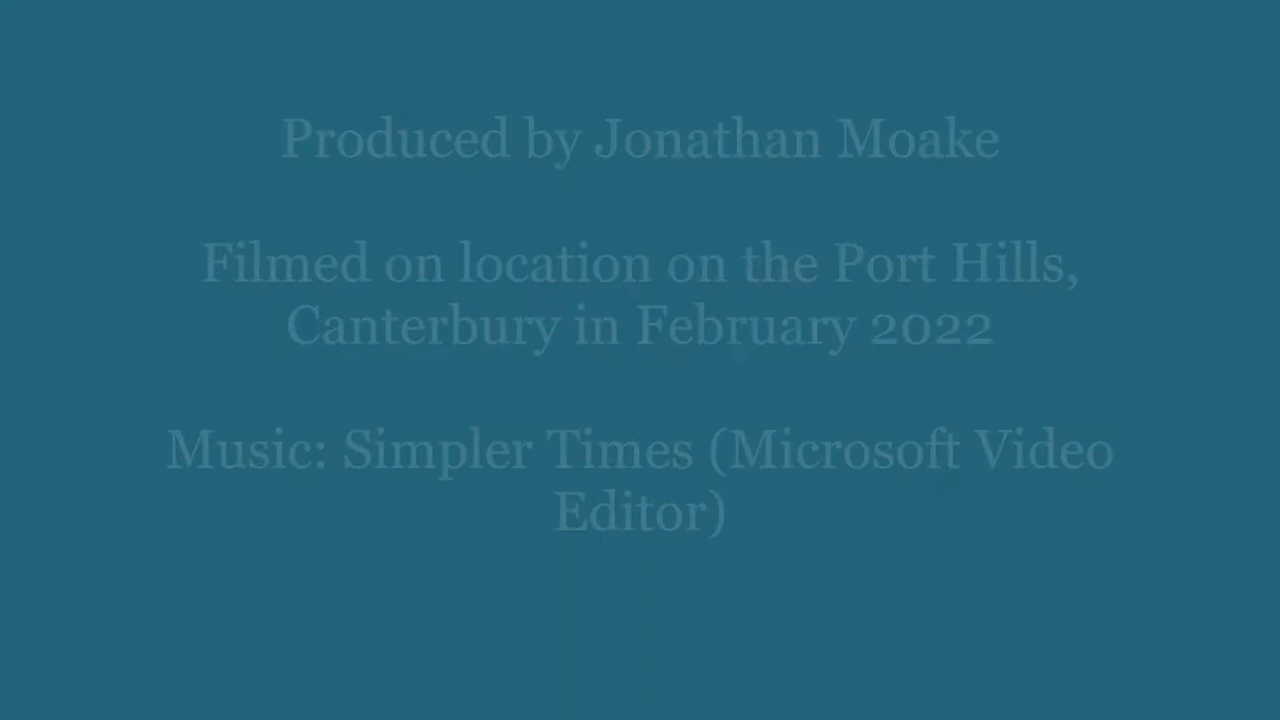 Produced by Jonathan Moake
Filmed on location on the Port Hills,
Canterbury in February 2022
Music: Simpler Times (Microsoft Video
Editor)